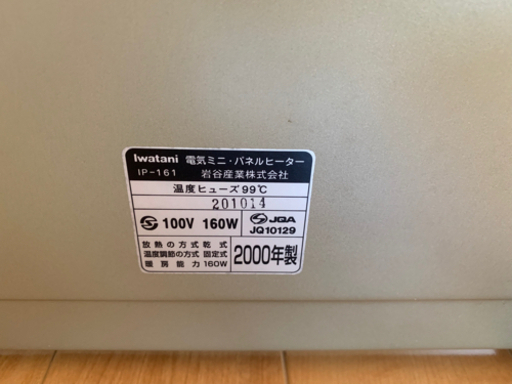 Iwatani 電気ミニ・パネルヒーター
IP-161 岩谷産業株式会社
温度ヒューズ99℃
201014
S 100V 160W
JQA
JQ10129
放熱の方式 乾式
温度調節の方式 固定式
暖房能力 160W
2000年製